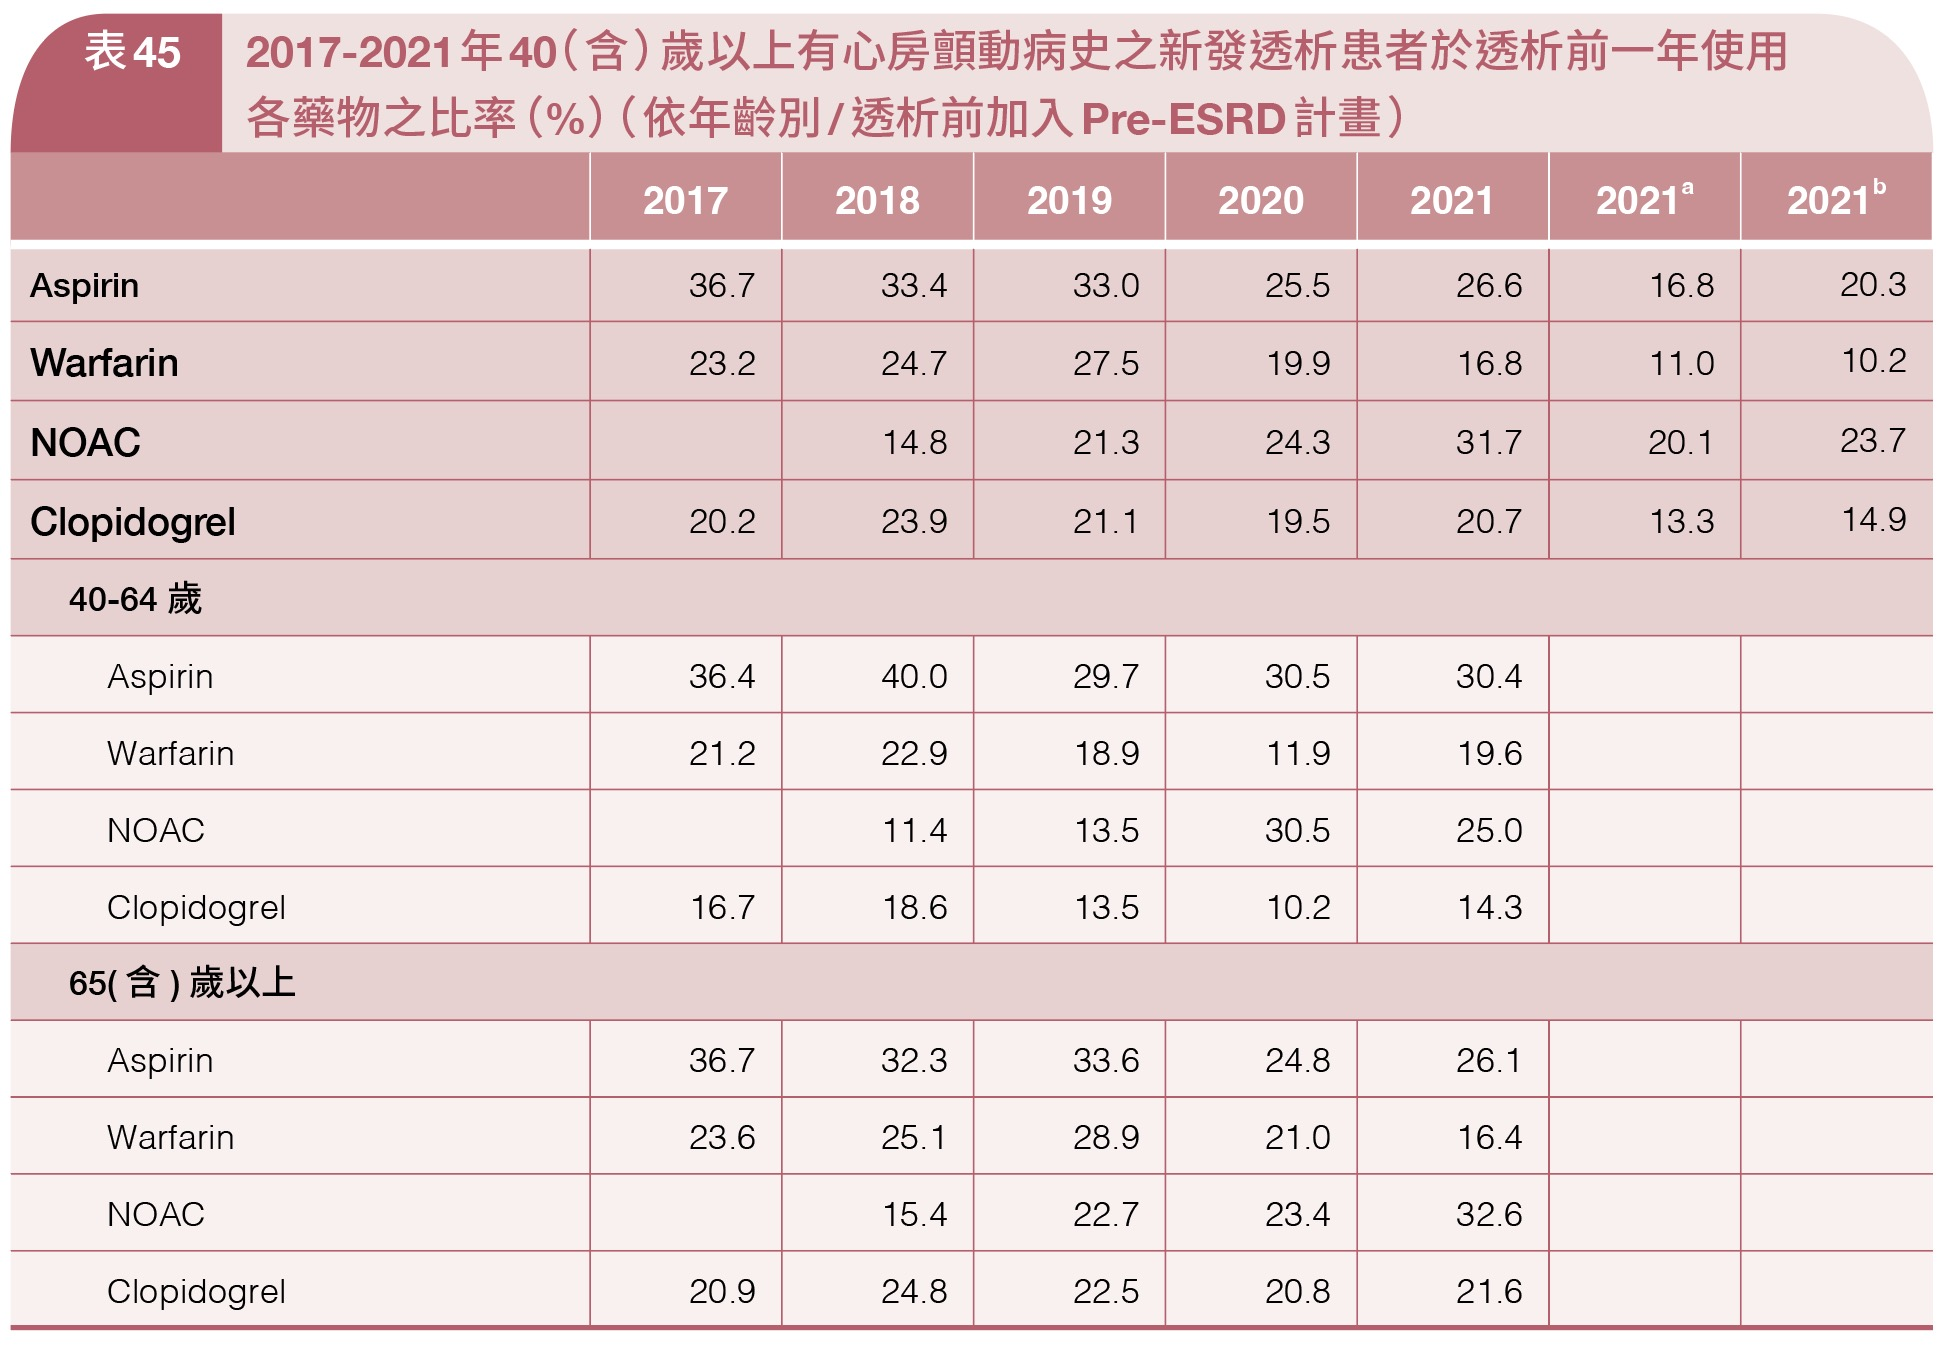 表45
2017-2021年40（含）歲以上有心房顫動病史之新發透析患者於透析前一年使用
各藥物之比率（%）（依年齡別/透析前加入Pre-ESRD計畫）
2017 2018 2019 2020 2021 2021a 2021b
Aspirin 36.7 33.4 33.0 25.5 26.6 16.8 20.3
Warfarin 23.2 24.7 27.5 19.9 16.8 11.0 10.2
NOAC 14.8 21.3 24.3 31.7 20.1 23.7
Clopidogrel 20.2 23.9 21.1 19.5 20.7 13.3 14.9
40-64 歲
Aspirin 36.4 40.0 29.7 30.5 30.4
Warfarin 21.2 22.9 18.9 11.9 19.6
NOAC 11.4 13.5 30.5 25.0
Clopidogrel 16.7 18.6 13.5 10.2 14.3
65( 含 ) 歲以上
Aspirin 36.7 32.3 33.6 24.8 26.1
Warfarin 23.6 25.1 28.9 21.0 16.4
NOAC 15.4 22.7 23.4 32.6
Clopidogrel 20.9 24.8 22.5 20.8 21.6